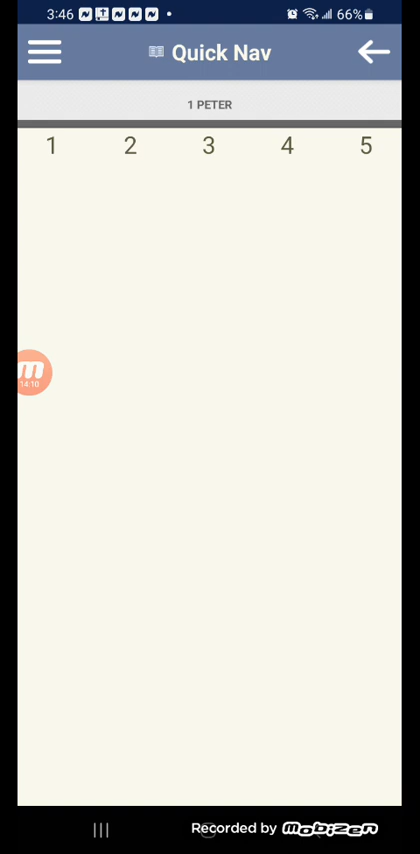 3:46 66%
Quick Nav
1 PETER
1 2 3 4 5
m
14:10
Recorded by mobizen